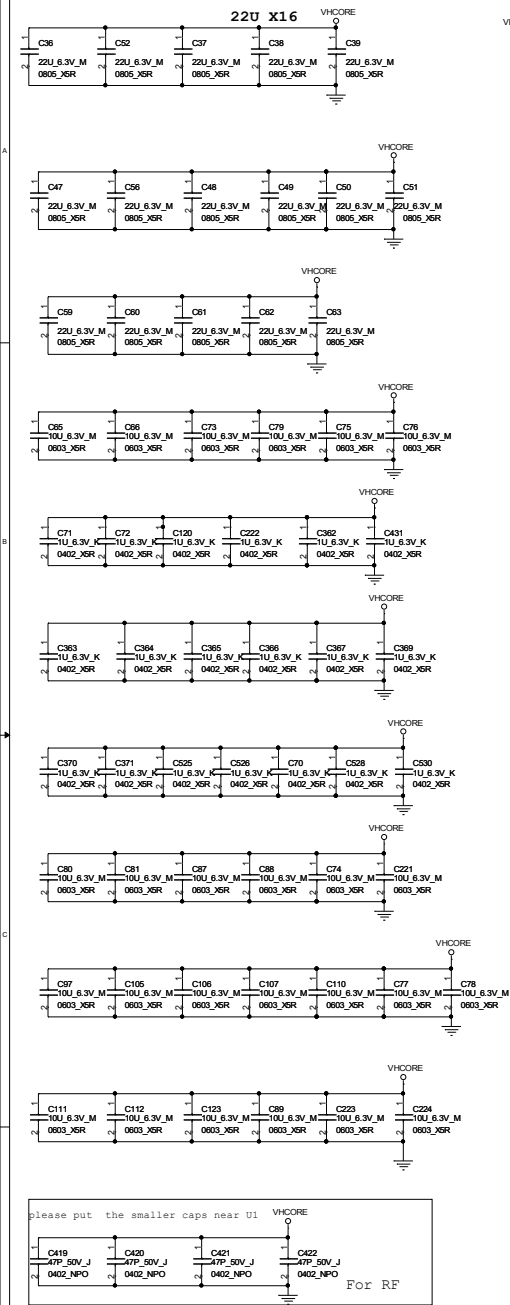 22U X16
VHCORE
C36 C52 C37 C38 C39
22U_6.3V_M 22U_6.3V_M 22U_6.3V_M 22U_6.3V_M 22U_6.3V_M
0805_X5R 0805_X5R 0805_X5R 0805_X5R 0805_X5R
VHCORE
A
C47 C56 C48 C49 C50 C51
22U_6.3V_M 22U_6.3V_M 22U_6.3V_M 22U_6.3V_M 22U_6.3V_M 22U_6.3V_M
0805_X5R 0805_X5R 0805_X5R 0805_X5R 0805_X5R 0805_X5R
VHCORE
C59 C60 C61 C62 C63
22U_6.3V_M 22U_6.3V_M 22U_6.3V_M 22U_6.3V_M 22U_6.3V_M
0805_X5R 0805_X5R 0805_X5R 0805_X5R 0805_X5R
VHCORE
C65 C66 C73 C79 C75 C76
10U_6.3V_M 10U_6.3V_M 10U_6.3V_M 10U_6.3V_M 10U_6.3V_M 10U_6.3V_M
0603_X5R 0603_X5R 0603_X5R 0603_X5R 0603_X5R 0603_X5R
VHCORE
B
C71 C72 C120 C222 C362 C431
1U_6.3V_K 1U_6.3V_K 1U_6.3V_K 1U_6.3V_K 1U_6.3V_K 1U_6.3V_K
0402_X5R 0402_X5R 0402_X5R 0402_X5R 0402_X5R 0402_X5R
VHCORE
C363 C364 C365 C366 C367 C369
1U_6.3V_K 1U_6.3V_K 1U_6.3V_K 1U_6.3V_K 1U_6.3V_K 1U_6.3V_K
0402_X5R 0402_X5R 0402_X5R 0402_X5R 0402_X5R 0402_X5R
VHCORE
C370 C371 C525 C526 C70 C528 C530
1U_6.3V_K 1U_6.3V_K 1U_6.3V_K 1U_6.3V_K 1U_6.3V_K 1U_6.3V_K 1U_6.3V_K
0402_X5R 0402_X5R 0402_X5R 0402_X5R 0402_X5R 0402_X5R 0402_X5R
VHCORE
C80 C81 C87 C88 C74 C221
10U_6.3V_M 10U_6.3V_M 10U_6.3V_M 10U_6.3V_M 10U_6.3V_M 10U_6.3V_M
0603_X5R 0603_X5R 0603_X5R 0603_X5R 0603_X5R 0603_X5R
C
VHCORE
C97 C105 C106 C107 C110 C77 C78
10U_6.3V_M 10U_6.3V_M 10U_6.3V_M 10U_6.3V_M 10U_6.3V_M 10U_6.3V_M 10U_6.3V_M
0603_X5R 0603_X5R 0603_X5R 0603_X5R 0603_X5R 0603_X5R 0603_X5R
VHCORE
C111 C112 C123 C89 C223 C224
10U_6.3V_M 10U_6.3V_M 10U_6.3V_M 10U_6.3V_M 10U_6.3V_M 10U_6.3V_M
0603_X5R 0603_X5R 0603_X5R 0603_X5R 0603_X5R 0603_X5R
please put the smaller caps near U1
VHCORE
C419 C420 C421 C422
47P_50V_J 47P_50V_J 47P_50V_J 47P_50V_J
0402_NPO 0402_NPO 0402_NPO 0402_NPO
For RF